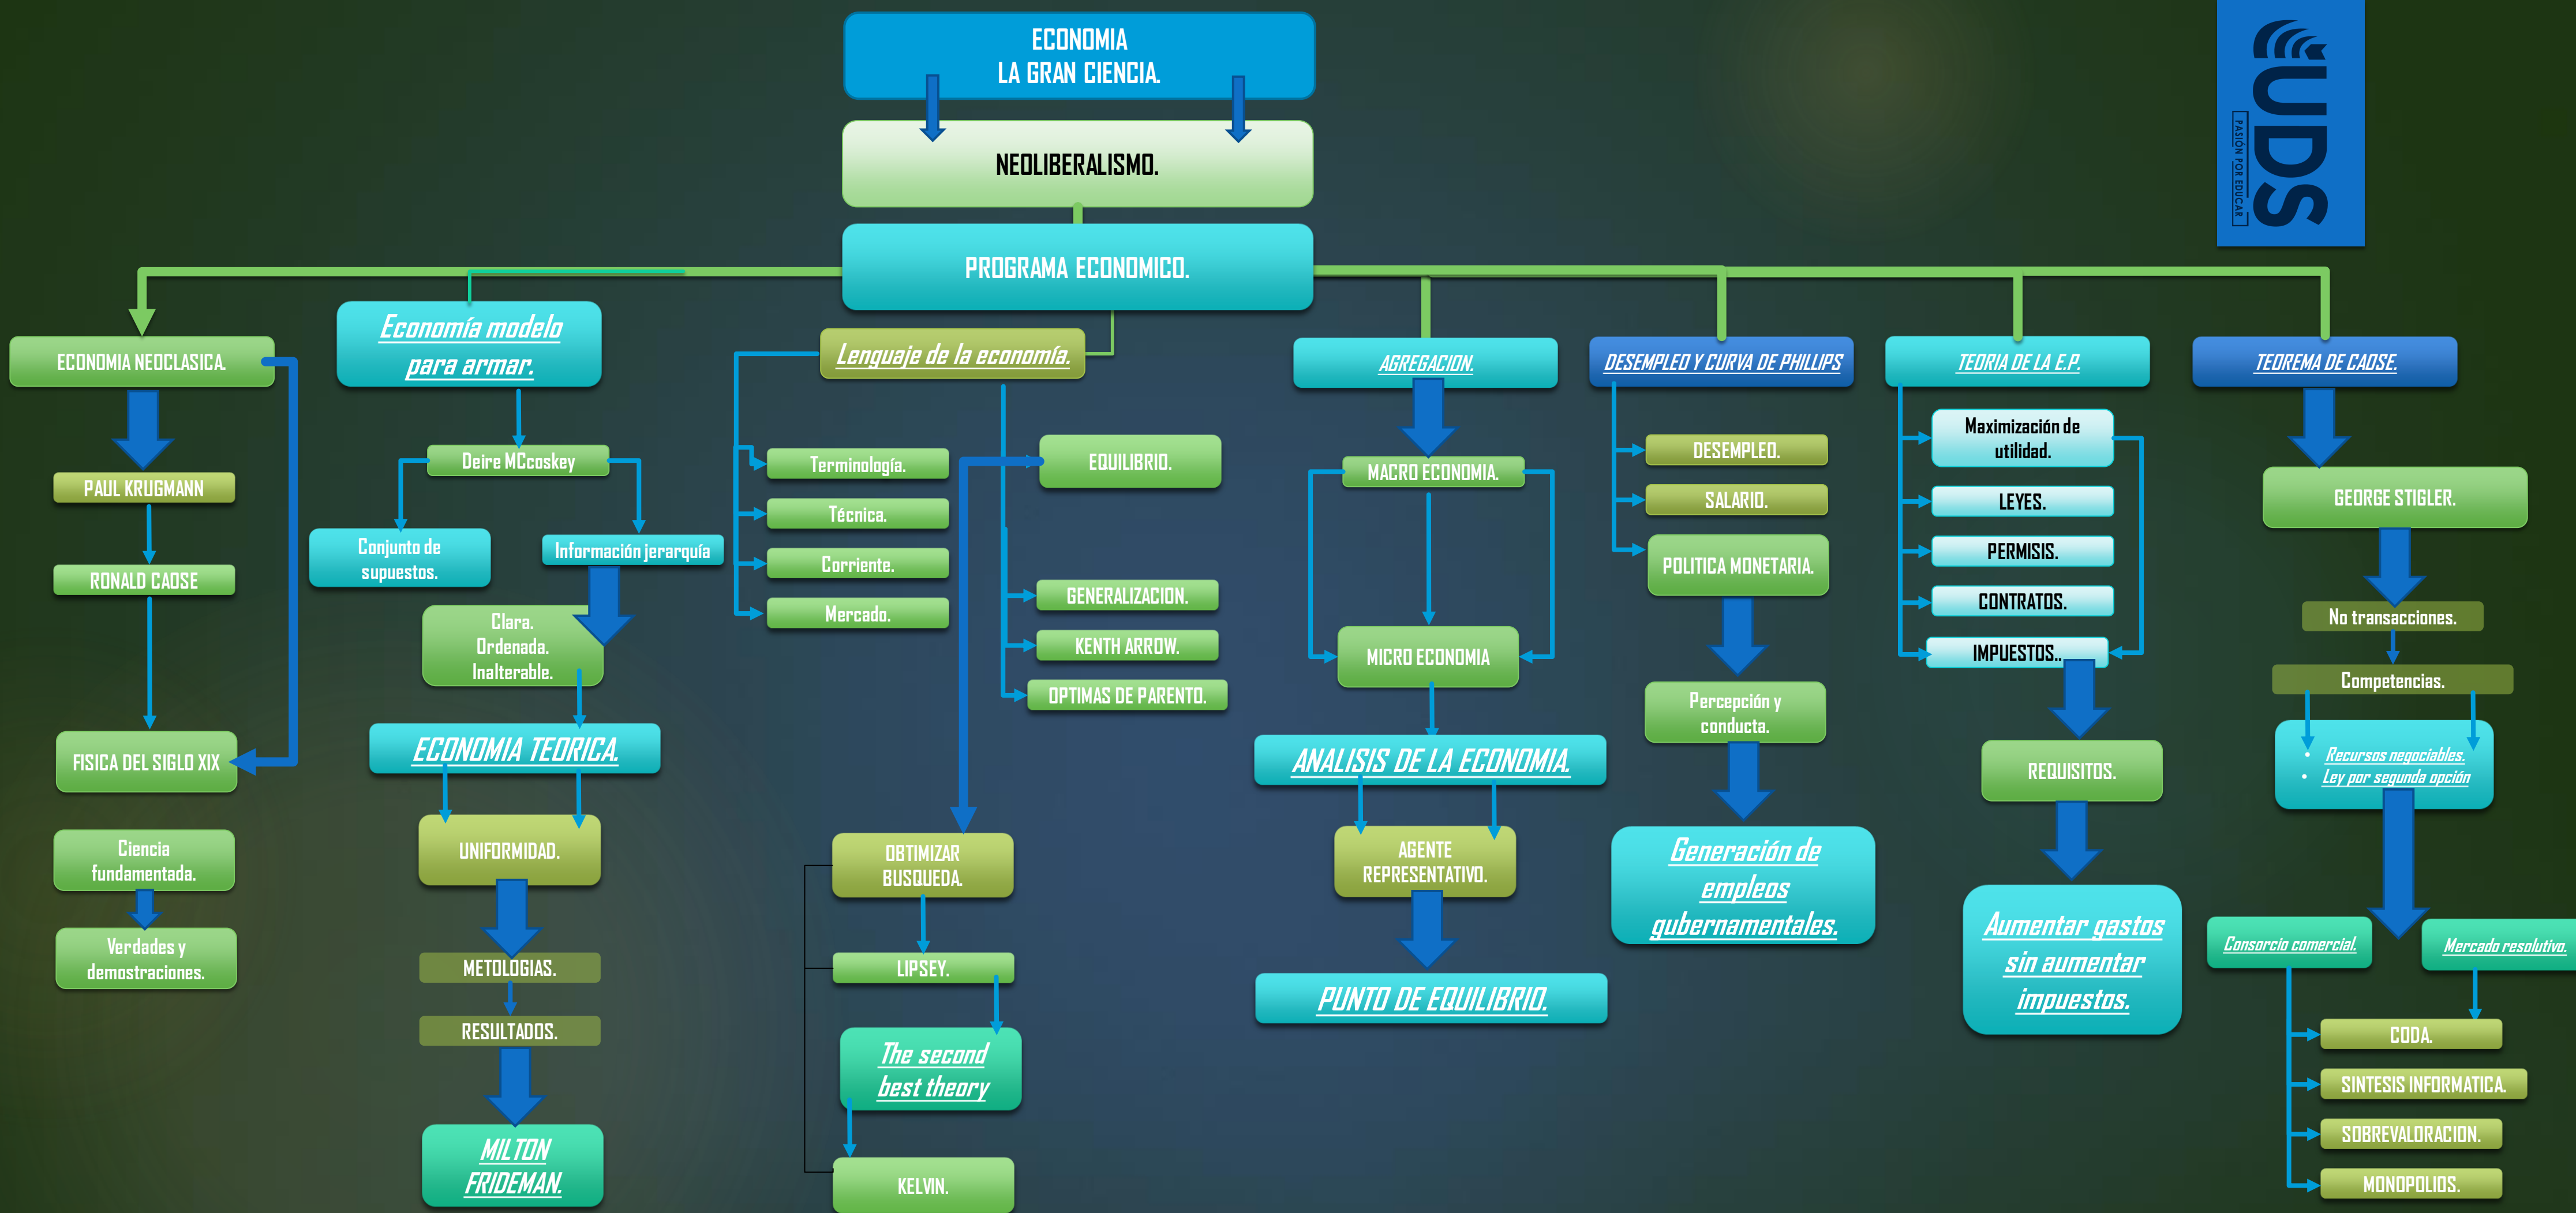 ECONOMIA
LA GRAN CIENCIA.
UDS
PASIÓN POR EDUCAR
NEOLIBERALISMO.
PROGRAMA ECONOMICO.
ECONOMIA NEOCLASICA.
PAUL KRUGMANN
RONALD CAOSE
FISICA DEL SIGLO XIX
Ciencia
fundamentada.
Verdades y
demostraciones.
Economía modelo
para armar.
Deire MCcoskey
Conjunto de
supuestos.
Información jerarquía
Clara.
Ordenada.
Inalterable.
ECONOMIA TEORICA.
UNIFORMIDAD.
METOLOGIAS.
RESULTADOS.
MILTON
FRIDEMAN.
Lenguaje de la economía.
Terminología.
Técnica.
Corriente.
Mercado.
EQUILIBRIO.
GENERALIZACION.
KENTH ARROW.
OPTIMAS DE PARENTO.
OBTIMIZAR
BUSQUEDA.
LIPSEY.
The second
best theory
KELVIN.
AGREGACION.
MACRO ECONOMIA.
MICRO ECONOMIA
ANALISIS DE LA ECONOMIA.
AGENTE
REPRESENTATIVO.
PUNTO DE EQUILIBRIO.
DESEMPLEO Y CURVA DE PHILLIPS
DESEMPLEO.
SALARIO.
POLITICA MONETARIA.
Percepción y
conducta.
Generación de
empleos
gubernamentales.
TEORIA DE LA E.P.
Maximización de
utilidad.
LEYES.
PERMISIS.
CONTRATOS.
IMPUESTOS..
REQUISITOS.
Aumentar gastos
sin aumentar
impuestos.
TEOREMA DE CAOSE.
GEORGE STIGLER.
No transacciones.
Competencias.
• Recursos negociables.
• Ley por segunda opción
Consorcio comercial.
Mercado resolutivo.
CODA.
SINTESIS INFORMATICA.
SOBREVALORACION.
MONOPOLIOS.